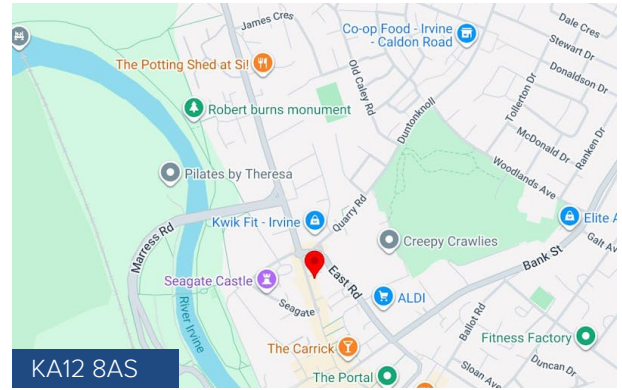 James Cres
Co-op Food - Irvine
- Caldon Road
Dale Cres
Stewart Dr
Donaldson Dr
The Potting Shed at Si!
Old Caley Rd
Tollerton Dr
Robert burns monument
Duntonknoll
McDonald Dr
Ranken Dr
Pilates by Theresa
Woodlands Ave
Kwik Fit - Irvine
Quarry Rd
Elite A
Marress Rd
Creepy Crawlies
Galt Av
Bank St
Seagate Castle
East Rd
ALDI
River Irvine
Seagate
Ballot Rd
Fitness Factory
The Carrick
Duncan Dr
KA12 8AS
The Portal
Sloan Ave